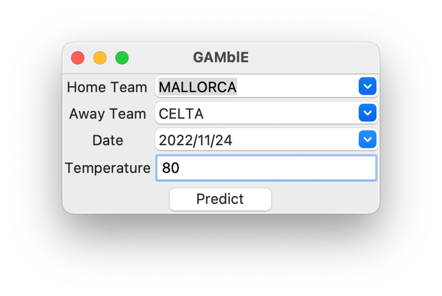 GAMblE
Home Team MALLORCA
Away Team CELTA
Date 2022/11/24
Temperature 80
Predict